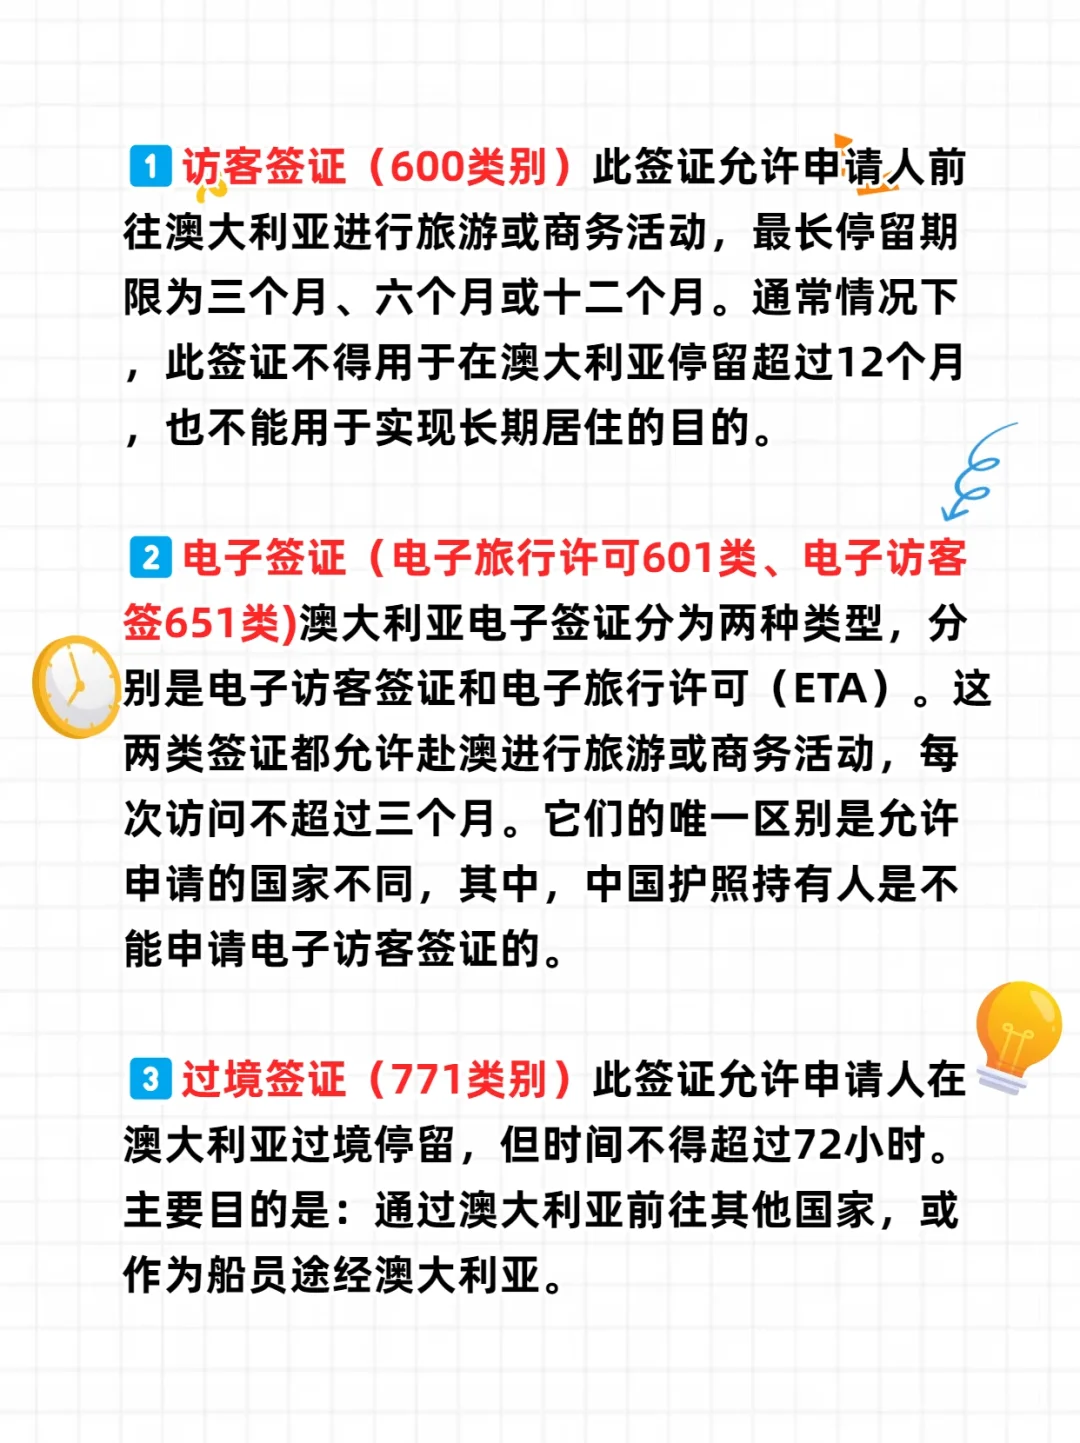 1 访客签证（600类别）此签证允许申请人前
往澳大利亚进行旅游或商务活动，最长停留期
限为三个月、六个月或十二个月。通常情况下
，此签证不得用于在澳大利亚停留超过12个月
，也不能用于实现长期居住的目的。
2 电子签证（电子旅行许可601类、电子访客
签651类)澳大利亚电子签证分为两种类型，分
别是电子访客签证和电子旅行许可（ETA）。这
两类签证都允许赴澳进行旅游或商务活动，每
次访问不超过三个月。它们的唯一区别是允许
申请的国家不同，其中，中国护照持有人是不
能申请电子访客签证的。
3 过境签证（771类别）此签证允许申请人在
澳大利亚过境停留，但时间不得超过72小时。
主要目的是：通过澳大利亚前往其他国家，或
作为船员途经澳大利亚。